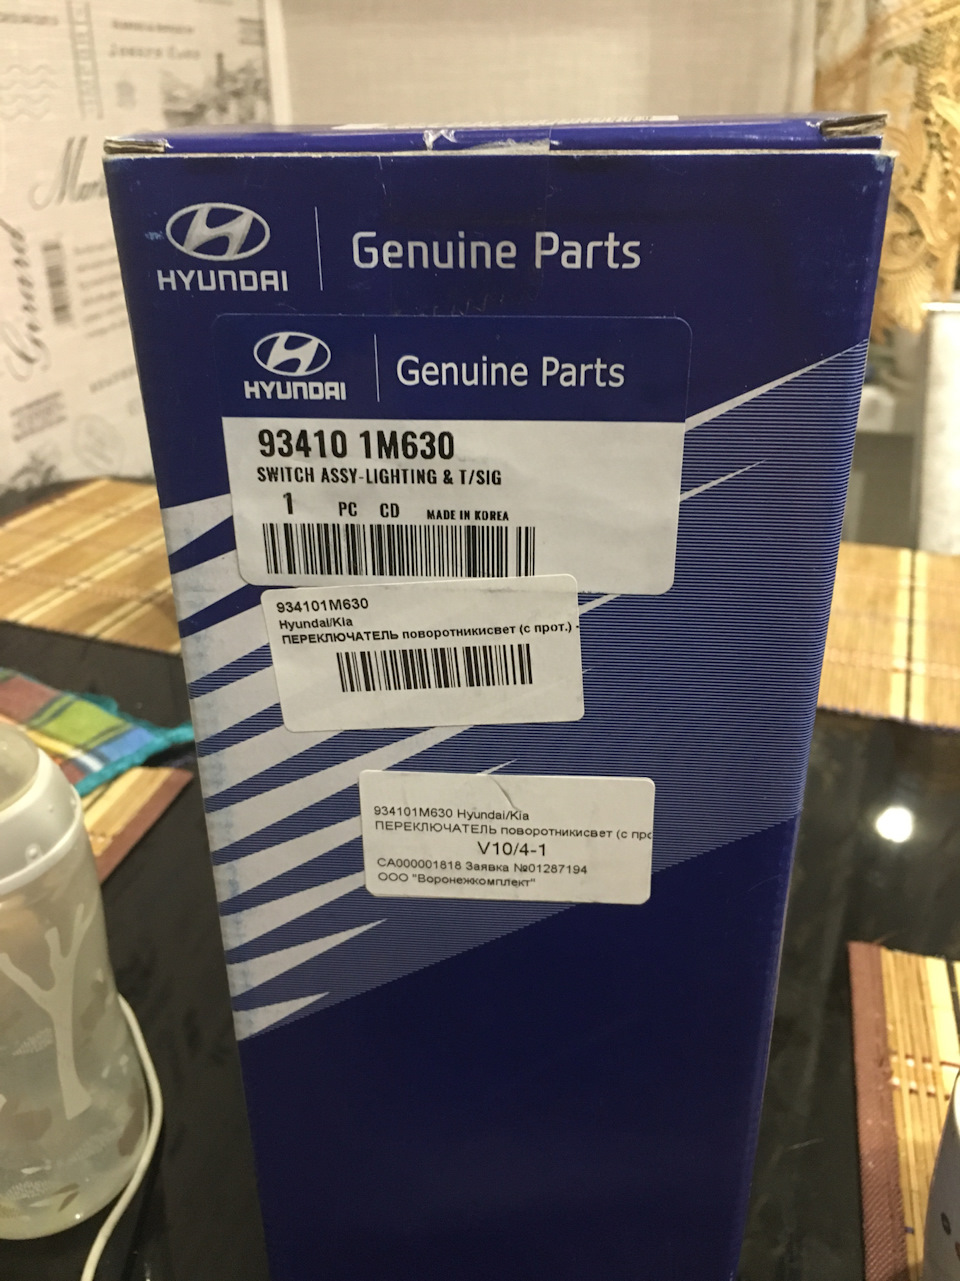 HYUNDAI
Genuine Parts
HYUNDAI
Genuine Parts
93410 1M630
SWITCH ASSY-LIGHTING & T/SIG
1 PC CD MADE IN KOREA
934101M630
Hyundai/Kia
ПЕРЕКЛЮЧАТЕЛЬ поворотникисвет (с прот.) -
934101M630 Hyundai/Kia
ПЕРЕКЛЮЧАТЕЛЬ поворотникисвет (с про
V10/4-1
СА000001818 Заявка №01287194
ООО "Воронежкомплект"